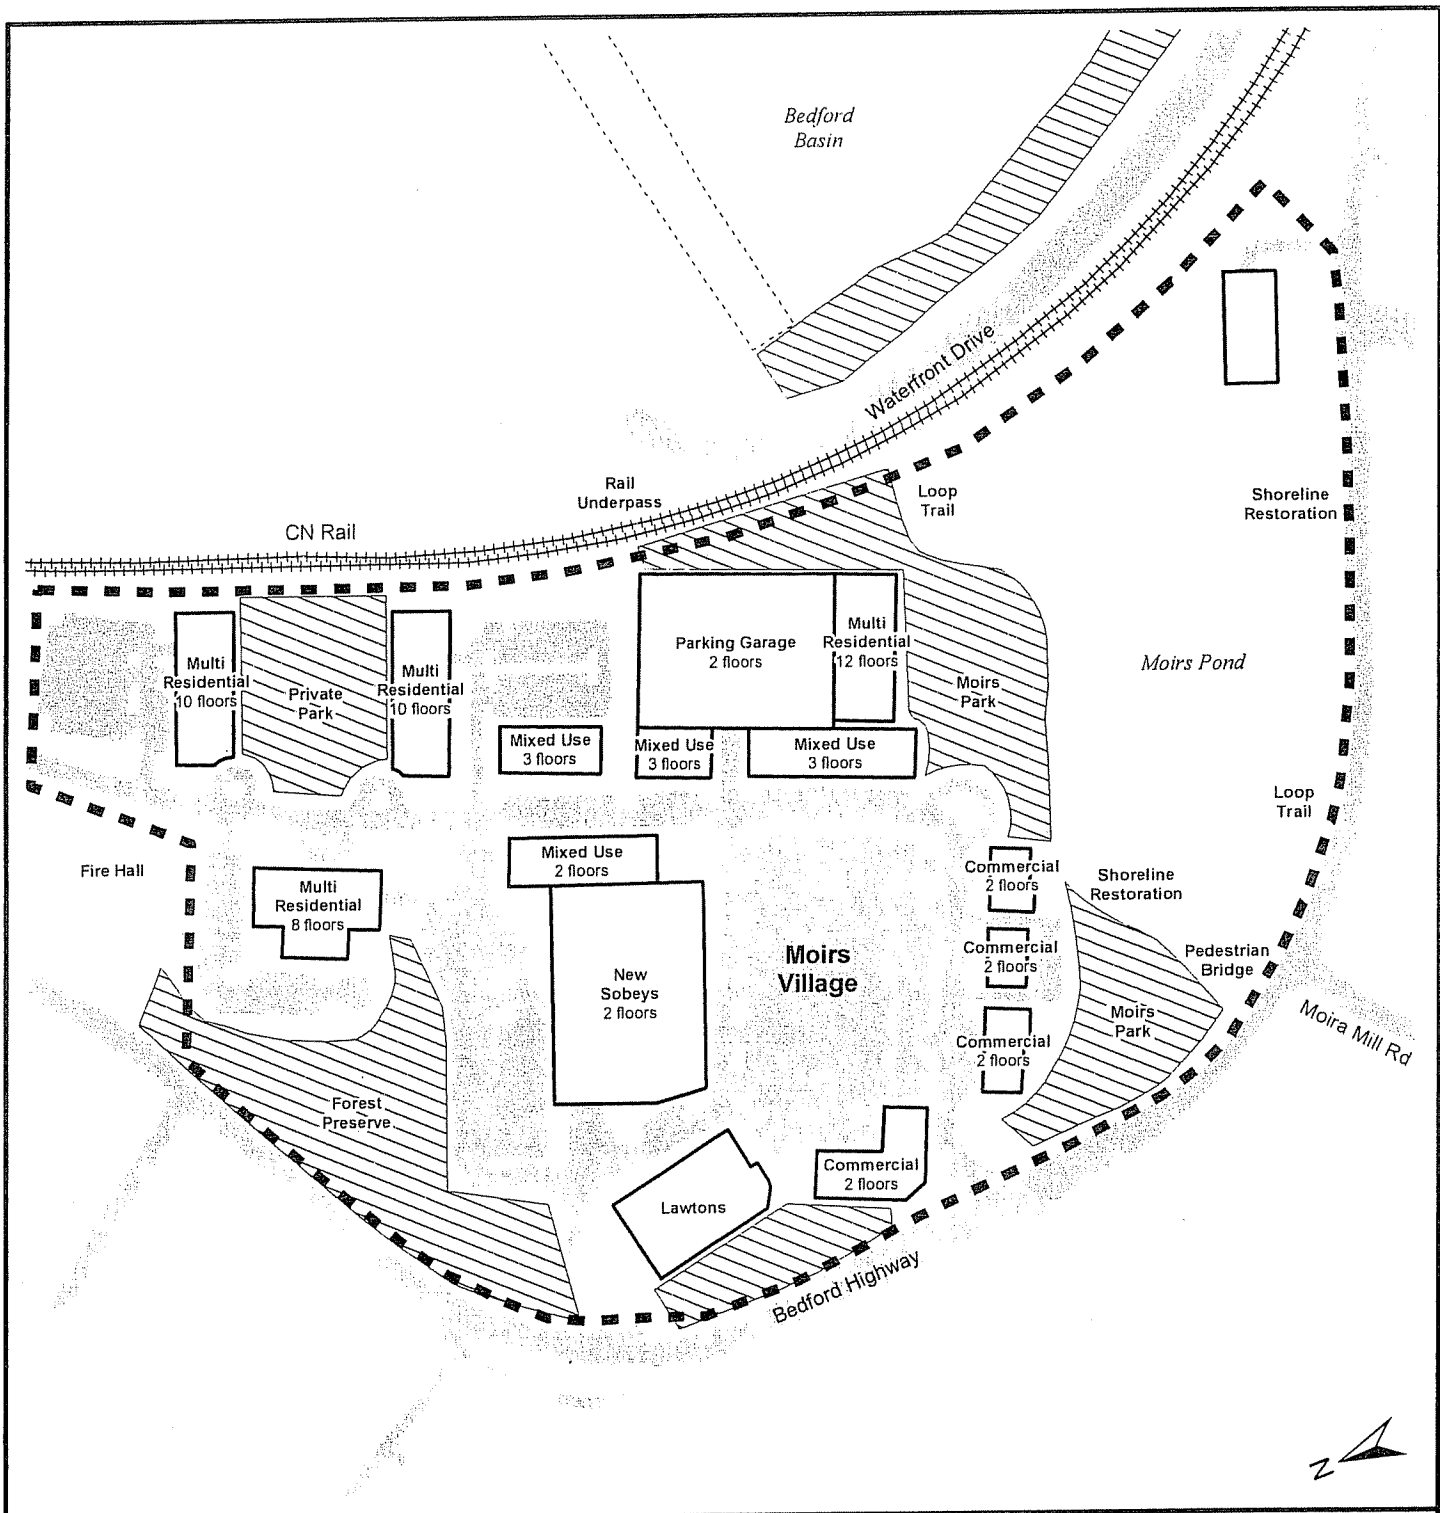 Bedford
Basin
Waterfront Drive
Rail
Underpass
Loop
Trail
Shoreline
Restoration
CN Rail
Multi
Residential
10 floors
Private
Park
Multi
Residential
10 floors
Parking Garage
2 floors
Multi
Residential
12 floors
Moirs
Park
Moirs Pond
Mixed Use
3 floors
Mixed Use
3 floors
Mixed Use
3 floors
Loop
Trail
Fire Hall
Multi
Residential
8 floors
Mixed Use
2 floors
Commercial
2 floors
Shoreline
Restoration
New
Sobeys
2 floors
Moirs
Village
Commercial
2 floors
Pedestrian
Bridge
Commercial
2 floors
Moirs
Park
Moira Mill Rd
Forest
Preserve
Lawtons
Commercial
2 floors
Bedford Highway
N